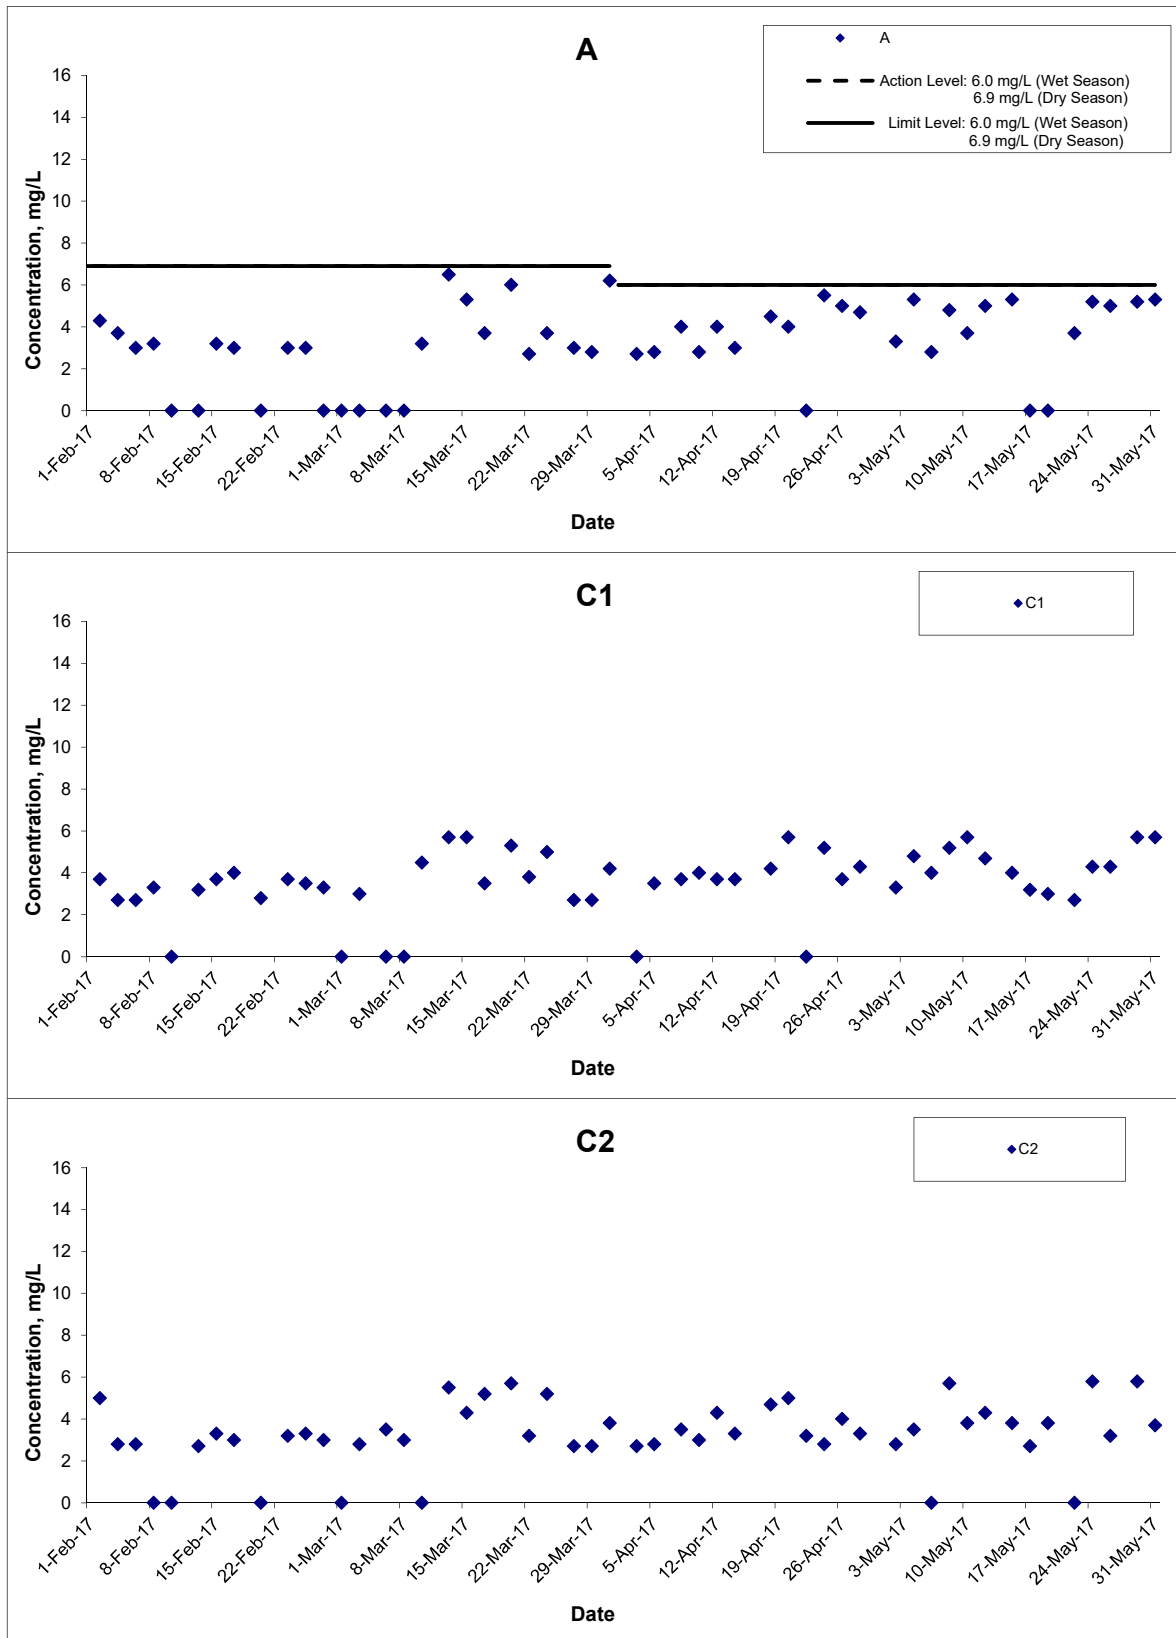 A
A
Action Level: 6.0 mg/L (Wet Season)
6.9 mg/L (Dry Season)
Limit Level: 6.0 mg/L (Wet Season)
6.9 mg/L (Dry Season)
Concentration, mg/L
16
14
12
10
8
6
4
2
0
1-Feb-17
8-Feb-17
15-Feb-17
22-Feb-17
1-Mar-17
8-Mar-17
15-Mar-17
22-Mar-17
29-Mar-17
5-Apr-17
12-Apr-17
19-Apr-17
26-Apr-17
3-May-17
10-May-17
17-May-17
24-May-17
31-May-17
Date
C1
C1
Concentration, mg/L
16
14
12
10
8
6
4
2
0
1-Feb-17
8-Feb-17
15-Feb-17
22-Feb-17
1-Mar-17
8-Mar-17
15-Mar-17
22-Mar-17
29-Mar-17
5-Apr-17
12-Apr-17
19-Apr-17
26-Apr-17
3-May-17
10-May-17
17-May-17
24-May-17
31-May-17
Date
C2
C2
Concentration, mg/L
16
14
12
10
8
6
4
2
0
1-Feb-17
8-Feb-17
15-Feb-17
22-Feb-17
1-Mar-17
8-Mar-17
15-Mar-17
22-Mar-17
29-Mar-17
5-Apr-17
12-Apr-17
19-Apr-17
26-Apr-17
3-May-17
10-May-17
17-May-17
24-May-17
31-May-17
Date